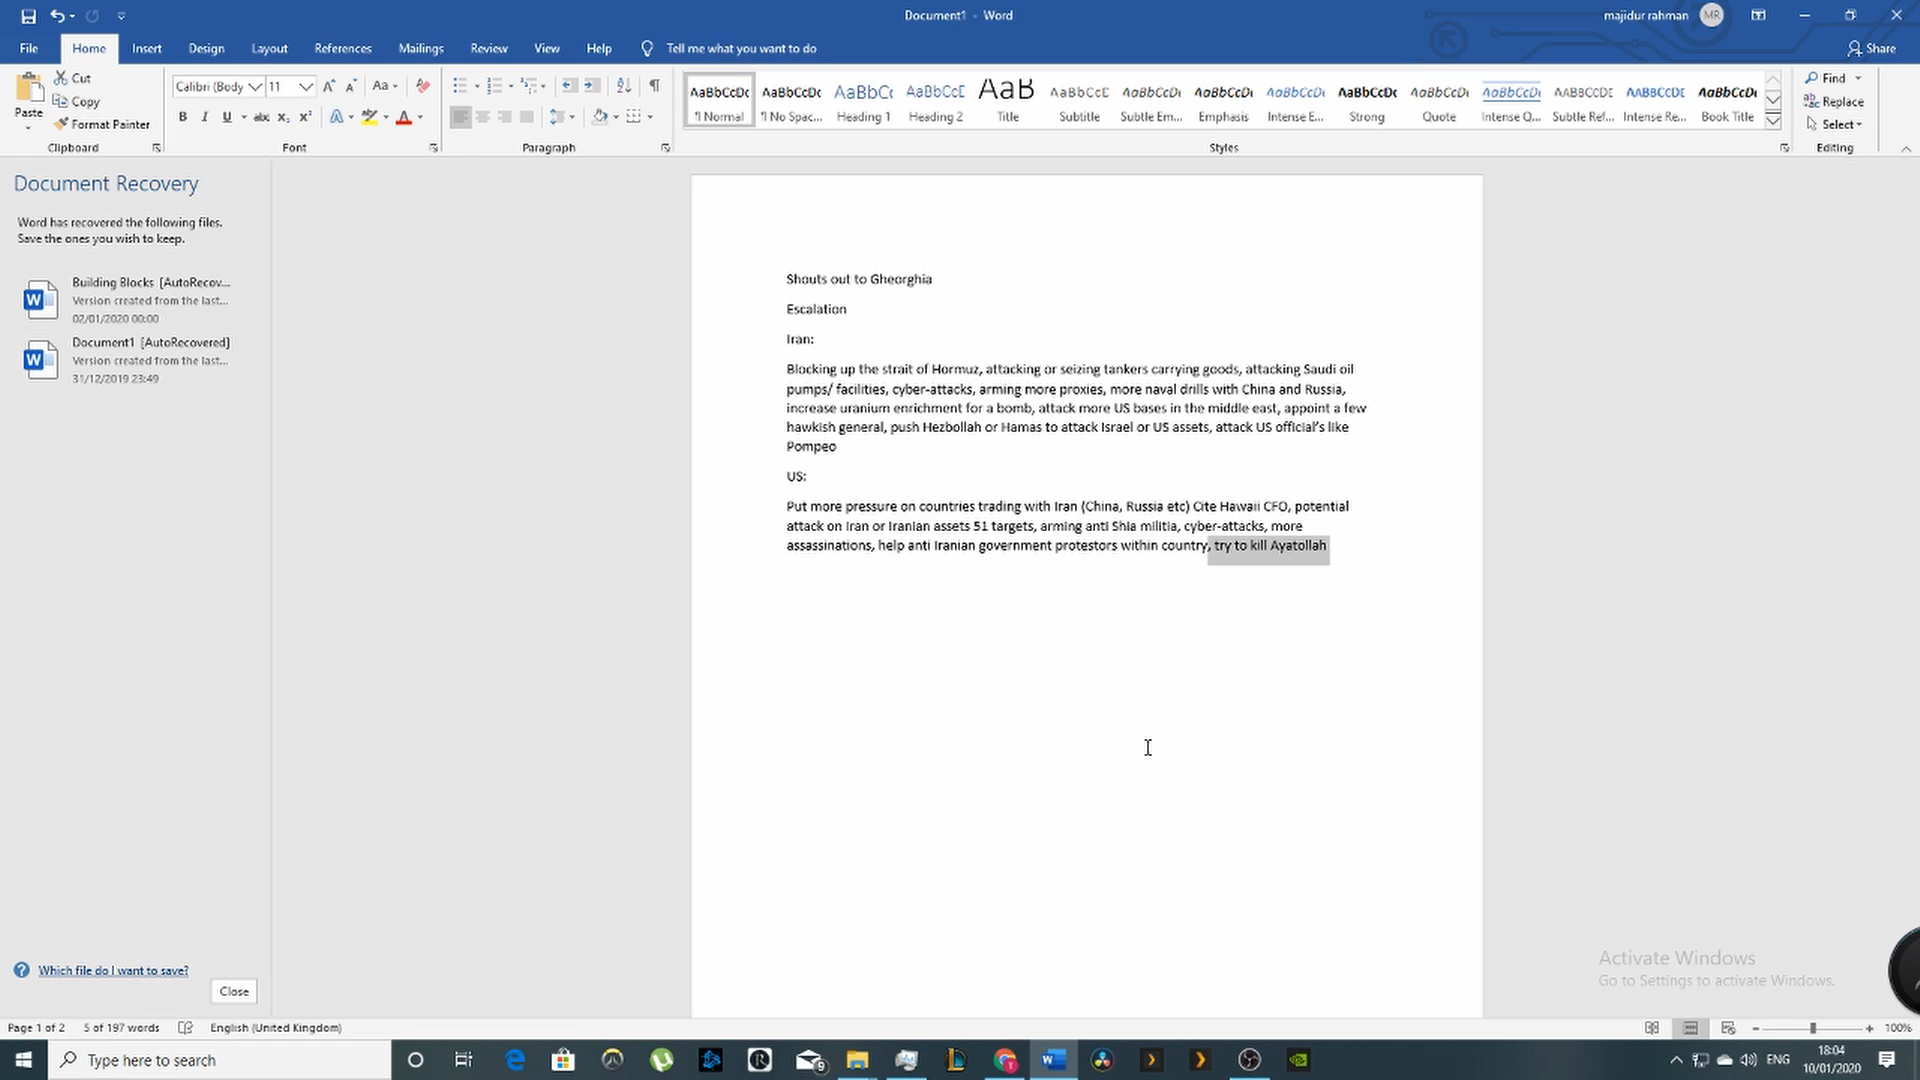 Document1 - Word
majidur rahman
MR
File
Home
Insert
Design
Layout
References
Mailings
Review
View
Help
Tell me what you want to do
Share
Paste
Cut
Copy
Format Painter
Clipboard
Calibri (Body
11
Font
Paragraph
AaBbCcDc
¶ Normal
AaBbCcDc
¶ No Spac...
AaBbCc
Heading 1
AaBbCcE
Heading 2
AaB
Title
AaBbCcE
Subtitle
AaBbCcDc
Subtle Em...
AaBbCcDc
Emphasis
AaBbCcDc
Intense E...
AaBbCcDc
Strong
AaBbCcDc
Quote
AaBbCcDc
Intense Q...
AABBCCDE
Subtle Ref...
AABBCCDE
Intense Re...
AaBbCcDc
Book Title
Styles
Find
Replace
Select
Editing
Document Recovery
Word has recovered the following files.
Save the ones you wish to keep.
Building Blocks [AutoRecov...
Version created from the last...
02/01/2020 00:00
Document1 [AutoRecovered]
Version created from the last...
31/12/2019 23:49
Which file do I want to save?
Close
Shouts out to Gheorghia
Escalation
Iran:
Blocking up the strait of Hormuz, attacking or seizing tankers carrying goods, attacking Saudi oil
pumps/ facilities, cyber-attacks, arming more proxies, more naval drills with China and Russia,
increase uranium enrichment for a bomb, attack more US bases in the middle east, appoint a few
hawkish general, push Hezbollah or Hamas to attack Israel or US assets, attack US official's like
Pompeo
US:
Put more pressure on countries trading with Iran (China, Russia etc) Cite Hawaii CFO, potential
attack on Iran or Iranian assets 51 targets, arming anti Shia militia, cyber-attacks, more
assassinations, help anti Iranian government protestors within country, try to kill Ayatollah
Activate Windows
Go to Settings to activate Windows.
Page 1 of 2
5 of 197 words
English (United Kingdom)
100%
Type here to search
ENG
18:04
10/01/2020